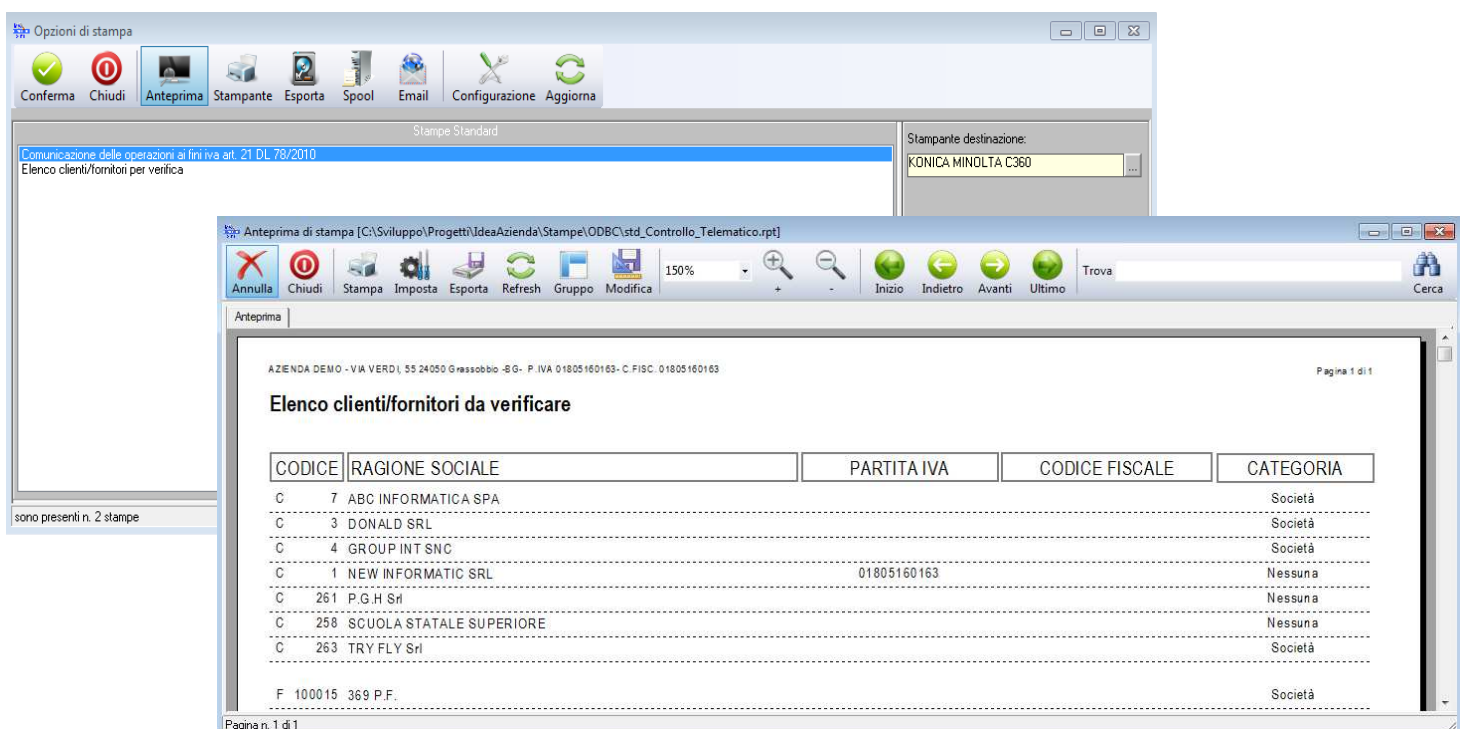 Opzioni di stampa
Conferma Chiudi Anteprima Stampante Esporta Spool Email Configurazione Aggiorna
Stampe Standard
Comunicazione delle operazioni ai fini iva art. 21 DL 78/2010
Elenco clienti/fornitori per verifica
Stampante destinazione:
KONICA MINOLTA C360 ...
sono presenti n. 2 stampe
Anteprima di stampa [C:\Sviluppo\Progetti\IdeaAzienda\Stampe\ODBC\std_Controllo_Telematico.rpt]
Annulla Chiudi Stampa Imposta Esporta Refresh Gruppo Modifica 150% + - Inizio Indietro Avanti Ultimo Trova Cerca
Anteprima
AZIENDA DEMO - VIA VERDI, 55 24050 Grassobbio -BG- P.IVA 01805160163- C.FISC. 01805160163 Pagina 1 di 1
Elenco clienti/fornitori da verificare
CODICE RAGIONE SOCIALE PARTITA IVA CODICE FISCALE CATEGORIA
C 7 ABC INFORMATICA SPA Società
C 3 DONALD SRL Società
C 4 GROUP INT SNC Società
C 1 NEW INFORMATIC SRL 01805160163 Nessuna
C 261 P.G.H Srl Nessuna
C 258 SCUOLA STATALE SUPERIORE Nessuna
C 263 TRY FLY Srl Società
F 100015 369 P.F. Società
Pagina n. 1 di 1